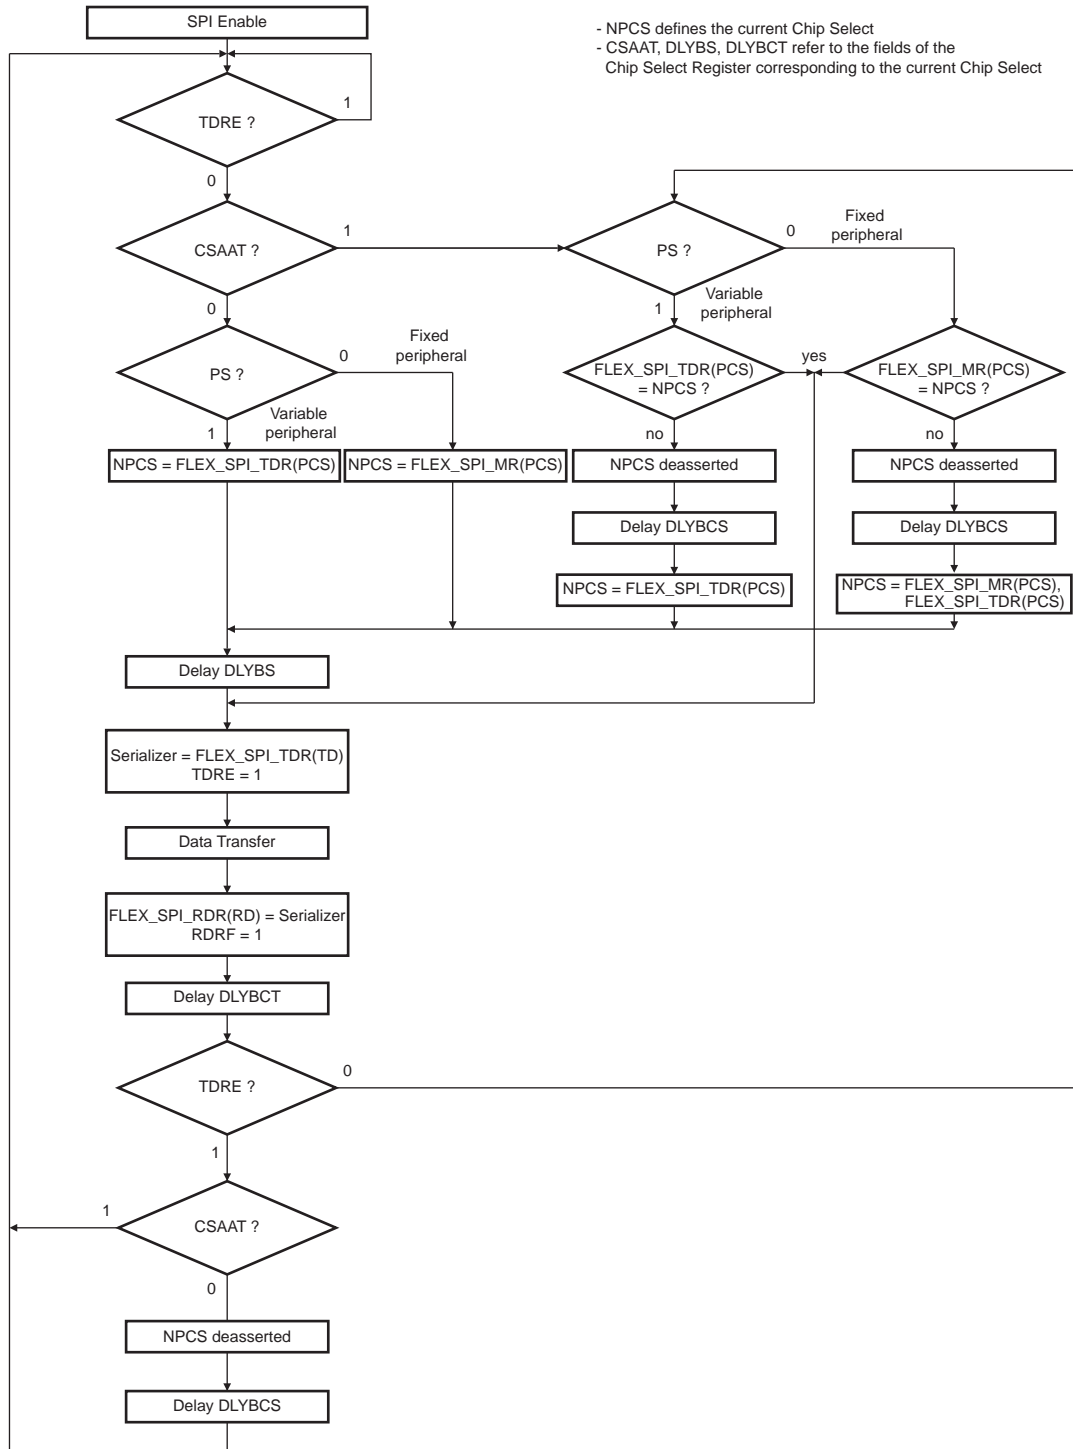 SPI Enable
- NPCS defines the current Chip Select
- CSAAT, DLYBS, DLYBCT refer to the fields of the
Chip Select Register corresponding to the current Chip Select
TDRE ?
1
0
CSAAT ?
1
PS ?
0
Fixed
peripheral
0
1
Variable
peripheral
PS ?
0
Fixed
peripheral
FLEX_SPI_TDR(PCS)
= NPCS ?
yes
FLEX_SPI_MR(PCS)
= NPCS ?
1
Variable
peripheral
no
no
NPCS = FLEX_SPI_TDR(PCS)
NPCS = FLEX_SPI_MR(PCS)
NPCS deasserted
NPCS deasserted
Delay DLYBCS
Delay DLYBCS
NPCS = FLEX_SPI_TDR(PCS)
NPCS = FLEX_SPI_MR(PCS),
FLEX_SPI_TDR(PCS)
Delay DLYBS
Serializer = FLEX_SPI_TDR(TD)
TDRE = 1
Data Transfer
FLEX_SPI_RDR(RD) = Serializer
RDRF = 1
Delay DLYBCT
TDRE ?
0
1
CSAAT ?
1
0
NPCS deasserted
Delay DLYBCS